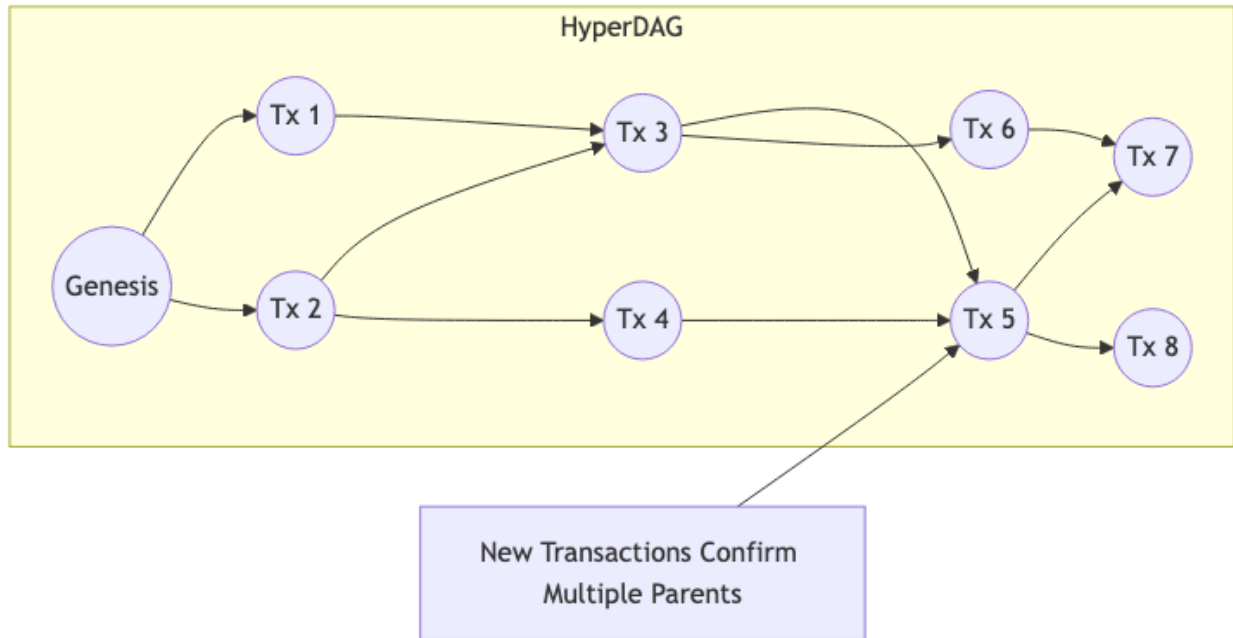 HyperDAG
Tx 1
Tx 3
Tx 6
Tx 7
Genesis
Tx 2
Tx 4
Tx 5
Tx 8
New Transactions Confirm
Multiple Parents